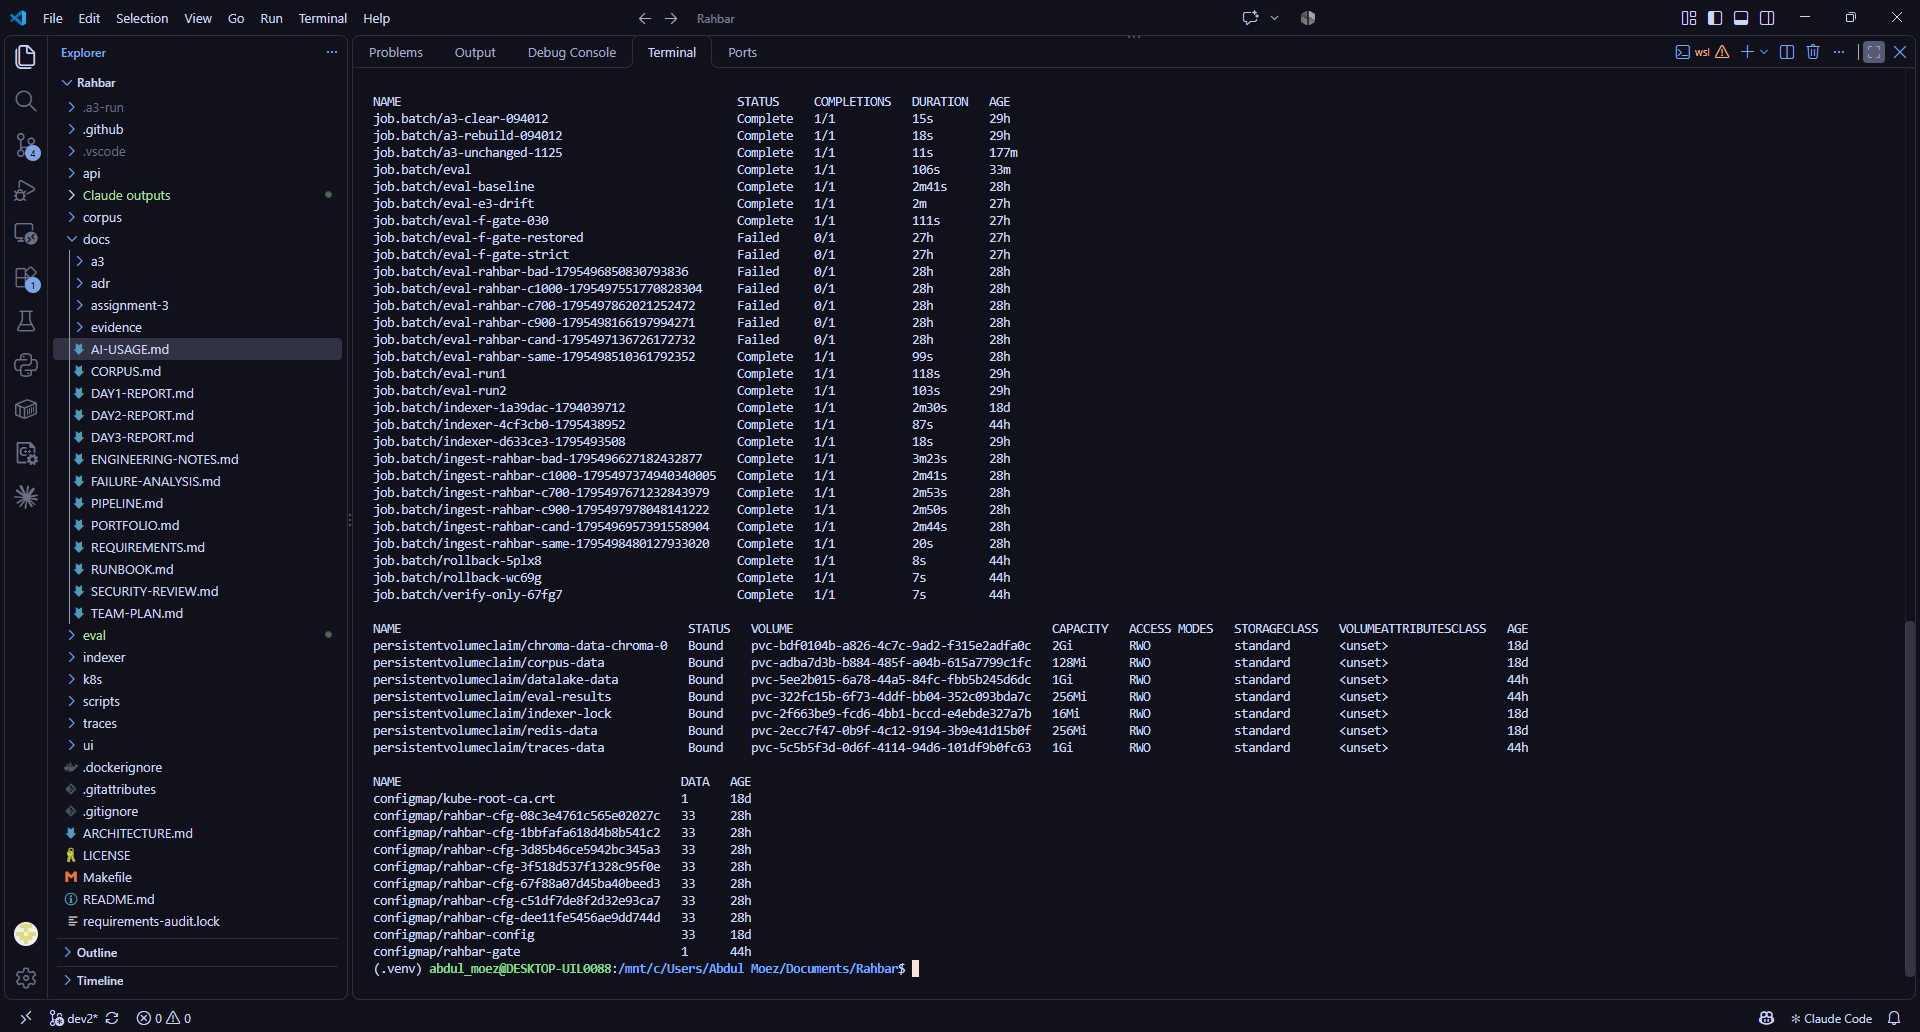 File Edit Selection View Go Run Terminal Help Rahbar
Explorer
Rahbar
.a3-run
.github
.vscode
api
Claude outputs
corpus
docs
a3
adr
assignment-3
evidence
AI-USAGE.md
CORPUS.md
DAY1-REPORT.md
DAY2-REPORT.md
DAY3-REPORT.md
ENGINEERING-NOTES.md
FAILURE-ANALYSIS.md
PIPELINE.md
PORTFOLIO.md
REQUIREMENTS.md
RUNBOOK.md
SECURITY-REVIEW.md
TEAM-PLAN.md
eval
indexer
k8s
scripts
traces
ui
.dockerignore
.gitattributes
.gitignore
ARCHITECTURE.md
LICENSE
Makefile
README.md
requirements-audit.lock
Outline
Timeline
4
1
Problems Output Debug Console Terminal Ports wsl
NAME STATUS COMPLETIONS DURATION AGE
job.batch/a3-clear-094012 Complete 1/1 15s 29h
job.batch/a3-rebuild-094012 Complete 1/1 18s 29h
job.batch/a3-unchanged-1125 Complete 1/1 11s 177m
job.batch/eval Complete 1/1 106s 33m
job.batch/eval-baseline Complete 1/1 2m41s 28h
job.batch/eval-e3-drift Complete 1/1 2m 27h
job.batch/eval-f-gate-030 Complete 1/1 111s 27h
job.batch/eval-f-gate-restored Failed 0/1 27h 27h
job.batch/eval-f-gate-strict Failed 0/1 27h 27h
job.batch/eval-rahbar-bad-1795496850830793836 Failed 0/1 28h 28h
job.batch/eval-rahbar-c1000-1795497551770828304 Failed 0/1 28h 28h
job.batch/eval-rahbar-c700-1795497862021252472 Failed 0/1 28h 28h
job.batch/eval-rahbar-c900-1795498166197994271 Failed 0/1 28h 28h
job.batch/eval-rahbar-cand-1795497136726172732 Failed 0/1 28h 28h
job.batch/eval-rahbar-same-1795498510361792352 Complete 1/1 99s 28h
job.batch/eval-run1 Complete 1/1 118s 29h
job.batch/eval-run2 Complete 1/1 103s 29h
job.batch/indexer-1a39dac-1794039712 Complete 1/1 2m30s 18d
job.batch/indexer-4cf3cb0-1795438952 Complete 1/1 87s 44h
job.batch/indexer-d633ce3-1795493508 Complete 1/1 18s 29h
job.batch/ingest-rahbar-bad-1795496627182432877 Complete 1/1 3m23s 28h
job.batch/ingest-rahbar-c1000-1795497374940340005 Complete 1/1 2m41s 28h
job.batch/ingest-rahbar-c700-1795497671232843979 Complete 1/1 2m53s 28h
job.batch/ingest-rahbar-c900-1795497978048141222 Complete 1/1 2m50s 28h
job.batch/ingest-rahbar-cand-1795496957391558904 Complete 1/1 2m44s 28h
job.batch/ingest-rahbar-same-1795498480127933020 Complete 1/1 20s 28h
job.batch/rollback-5plx8 Complete 1/1 8s 44h
job.batch/rollback-wc69g Complete 1/1 7s 44h
job.batch/verify-only-67fg7 Complete 1/1 7s 44h
NAME STATUS VOLUME CAPACITY ACCESS MODES STORAGECLASS VOLUMEATTRIBUTESCLASS AGE
persistentvolumeclaim/chroma-data-chroma-0 Bound pvc-bdf0104b-a826-4c7c-9ad2-f315e2adfa0c 2Gi RWO standard <unset> 18d
persistentvolumeclaim/corpus-data Bound pvc-adba7d3b-b884-485f-a04b-615a7799c1fc 128Mi RWO standard <unset> 18d
persistentvolumeclaim/datalake-data Bound pvc-5ee2b015-6a78-44a5-84fc-fbb5b245d6dc 1Gi RWO standard <unset> 44h
persistentvolumeclaim/eval-results Bound pvc-322fc15b-6f73-4ddf-bb04-352c093bda7c 256Mi RWO standard <unset> 44h
persistentvolumeclaim/indexer-lock Bound pvc-2f663be9-fcd6-4bb1-bccd-e4ebde327a7b 16Mi RWO standard <unset> 18d
persistentvolumeclaim/redis-data Bound pvc-2ecc7f47-0b9f-4c12-9194-3b9e41d15b0f 256Mi RWO standard <unset> 18d
persistentvolumeclaim/traces-data Bound pvc-5c5b5f3d-0d6f-4114-94d6-101df9b0fc63 1Gi RWO standard <unset> 44h
NAME DATA AGE
configmap/kube-root-ca.crt 1 18d
configmap/rahbar-cfg-08c3e4761c565e02027c 33 28h
configmap/rahbar-cfg-1bbfafa618d4b8b541c2 33 28h
configmap/rahbar-cfg-3d85b46ce5942bc345a3 33 28h
configmap/rahbar-cfg-3f518d537f1328c95f0e 33 28h
configmap/rahbar-cfg-67f88a07d45ba40beed3 33 28h
configmap/rahbar-cfg-c51df7de8f2d32e93ca7 33 28h
configmap/rahbar-cfg-dee11fe5456ae9dd744d 33 28h
configmap/rahbar-config 33 18d
configmap/rahbar-gate 1 44h
(.venv) abdul_moez@DESKTOP-UIL0088:/mnt/c/Users/Abdul Moez/Documents/Rahbar$
dev2* 0 0 Claude Code